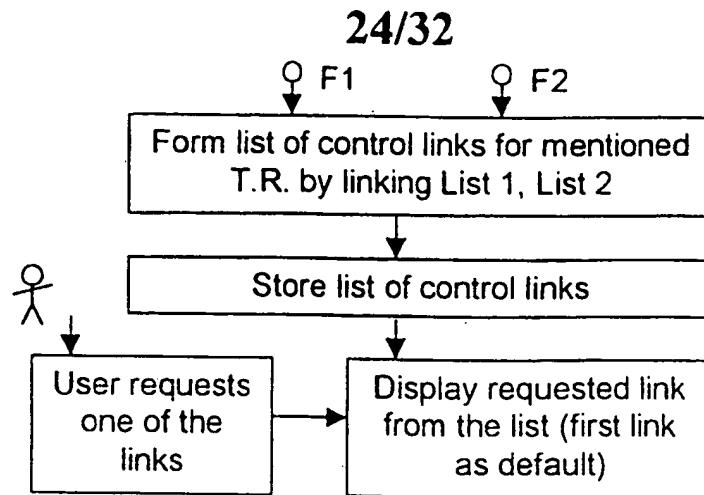 24/32
F1
F2
Form list of control links for mentioned
T.R. by linking List 1, List 2
Store list of control links
User requests
one of the
links
Display requested link
from the list (first link
as default)